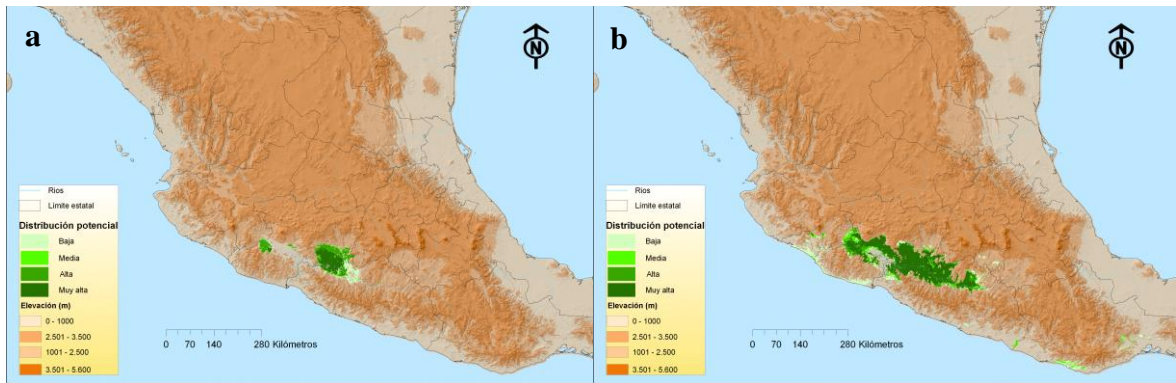 a
N
Rios
Límite estatal
Distribución potencial
Baja
Media
Alta
Muy alta
Elevación (m)
0 - 1000
2.501 - 3.500
1001 - 2.500
3.501 - 5.600
0 70 140 280 Kilómetros
b
N
Rios
Límite estatal
Distribución potencial
Baja
Media
Alta
Muy alta
Elevación (m)
0 - 1000
2.501 - 3.500
1001 - 2.500
3.501 - 5.600
0 70 140 280 Kilómetros